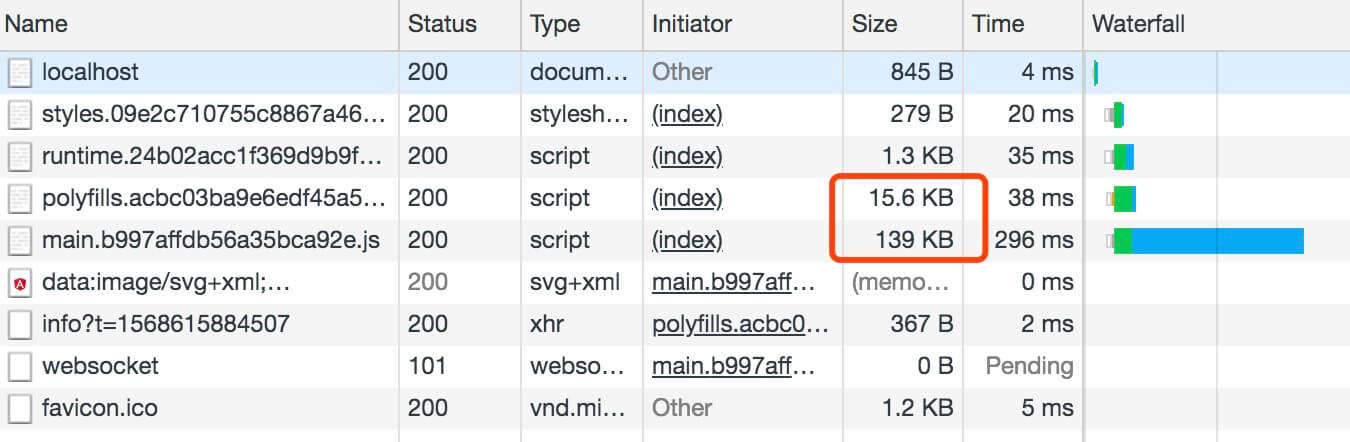 Name Status Type Initiator Size Time Waterfall
localhost 200 docum... Other 845 B 4 ms
styles.09e2c710755c8867a46... 200 stylesh... (index) 279 B 20 ms
runtime.24b02acc1f369d9b9f... 200 script (index) 1.3 KB 35 ms
polyfills.acbc03ba9e6edf45a5... 200 script (index) 15.6 KB 38 ms
main.b997affdb56a35bca92e.js 200 script (index) 139 KB 296 ms
data:image/svg+xml;... 200 svg+xml main.b997aff... (memo... 0 ms
info?t=1568615884507 200 xhr polyfills.acbc0... 367 B 2 ms
websocket 101 webso... main.b997aff... 0 B Pending
favicon.ico 200 vnd.mi... Other 1.2 KB 5 ms